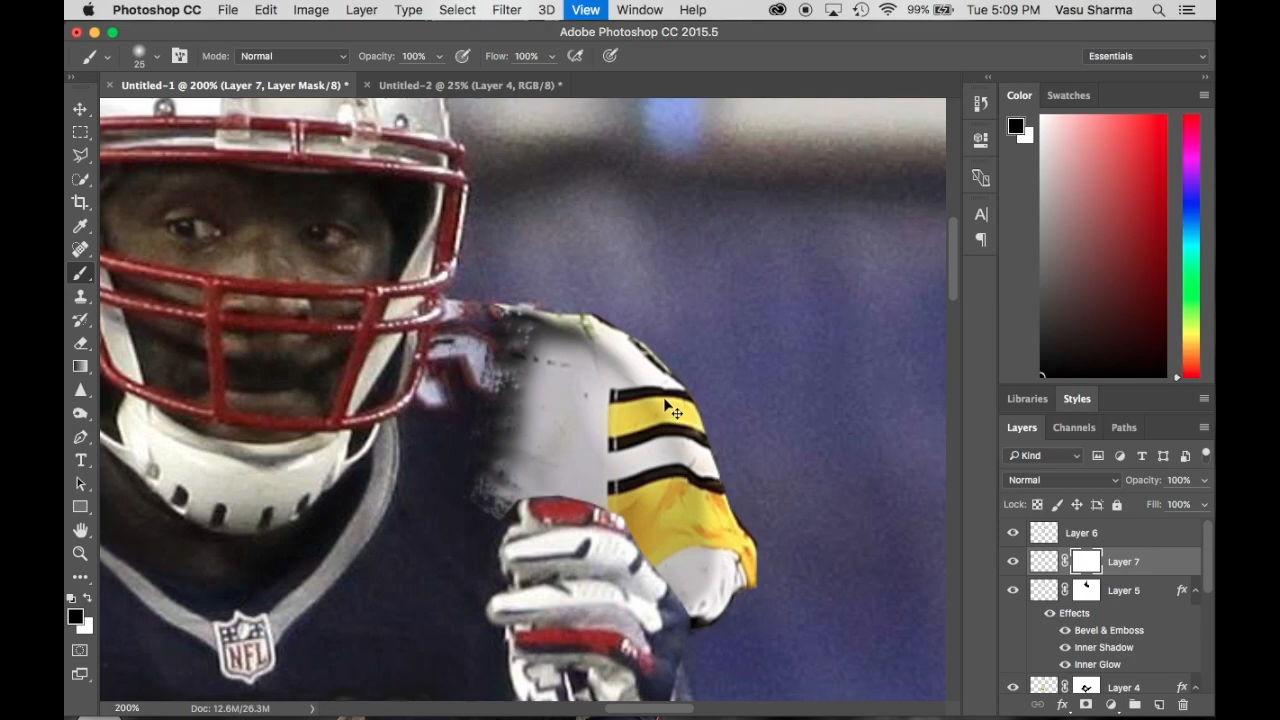 Photoshop CC File Edit Image Layer Type Select Filter 3D View Window Help 99% Tue 5:09 PM Vasu Sharma
Adobe Photoshop CC 2015.5
25 Mode: Normal Opacity: 100% Flow: 100% Essentials
Untitled-1 @ 200% (Layer 7, Layer Mask/8) * Untitled-2 @ 25% (Layer 4, RGB/8) *
Color Swatches
Libraries Styles
Layers Channels Paths
Kind
Normal Opacity: 100%
Lock: Fill: 100%
Layer 6
Layer 7
Layer 5 fx
Effects
Bevel & Emboss
Inner Shadow
Inner Glow
Layer 4 fx
NFL
200% Doc: 12.6M/26.3M